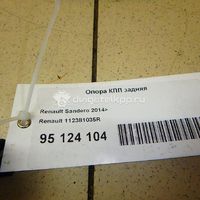 Опора КПП задняя
Renault Sandero 2014>
Renault 112381035R
95 124 104